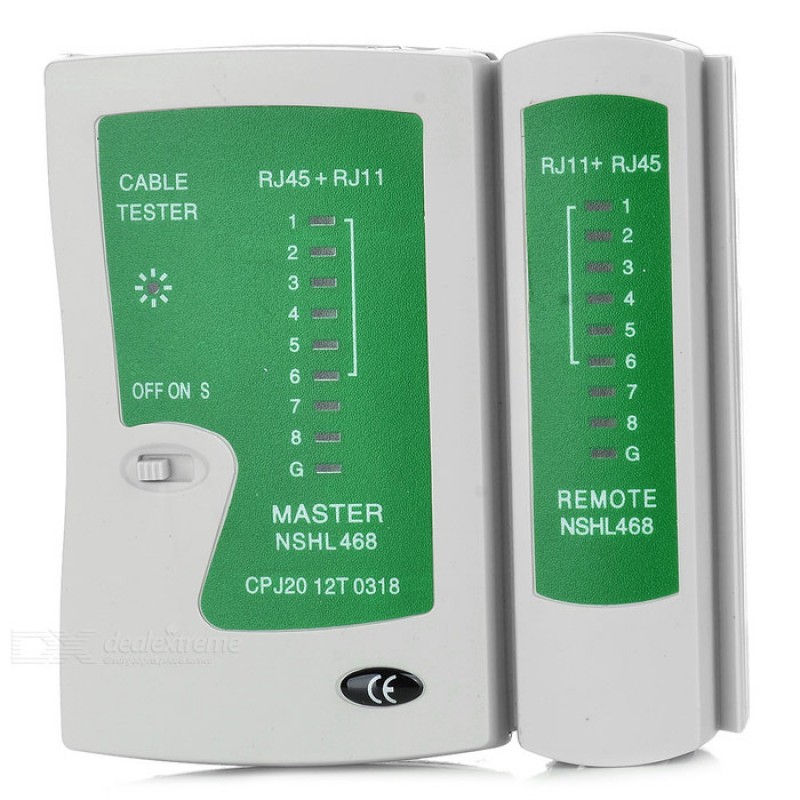 CABLE
TESTER
RJ45 + RJ11
1
2
3
4
5
6
7
8
G
OFF ON S
MASTER
NSHL468
CPJ20 12T 0318
CE
RJ11+ RJ45
1
2
3
4
5
6
7
8
G
REMOTE
NSHL468
DX dealextreme